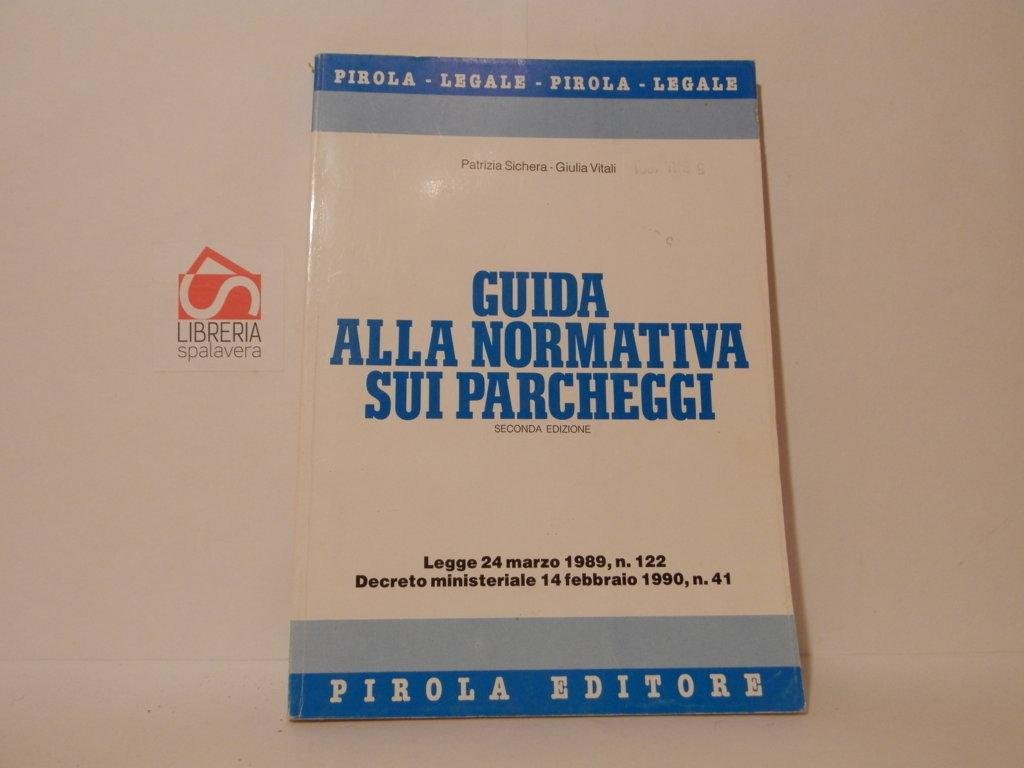 PIROLA - LEGALE - PIROLA - LEGALE
Patrizia Sichera - Giulia Vitali
GUIDA
ALLA NORMATIVA
SUI PARCHEGGI
SECONDA EDIZIONE
Legge 24 marzo 1989, n. 122
Decreto ministeriale 14 febbraio 1990, n. 41
PIROLA EDITORE
LIBRERIA
spalavera